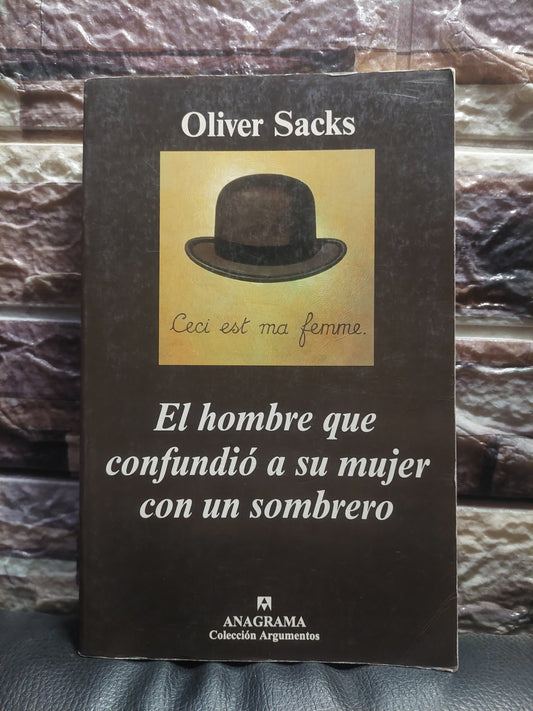 Oliver Sacks
Ceci est ma femme.
El hombre que
confundió a su mujer
con un sombrero
ANAGRAMA
Colección Argumentos